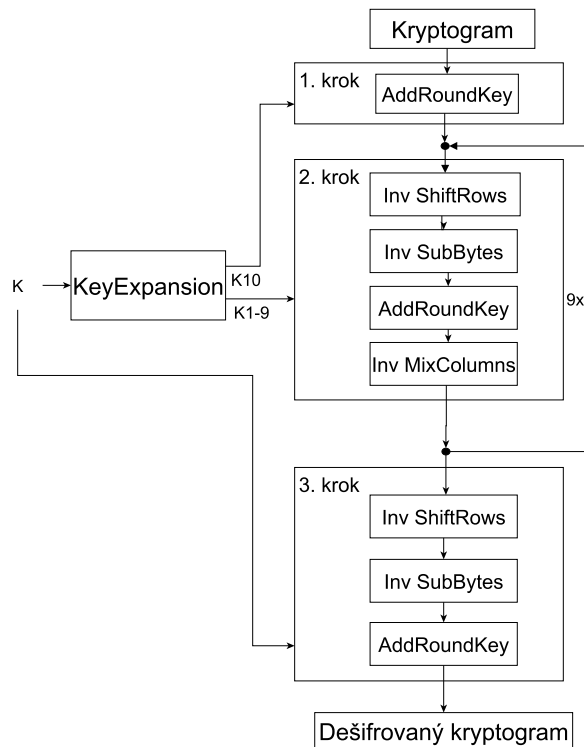 Kryptogram
1. krok
AddRoundKey
2. krok
Inv ShiftRows
Inv SubBytes
AddRoundKey
Inv MixColumns
9x
K
KeyExpansion
K10
K1-9
3. krok
Inv ShiftRows
Inv SubBytes
AddRoundKey
Dešifrovaný kryptogram